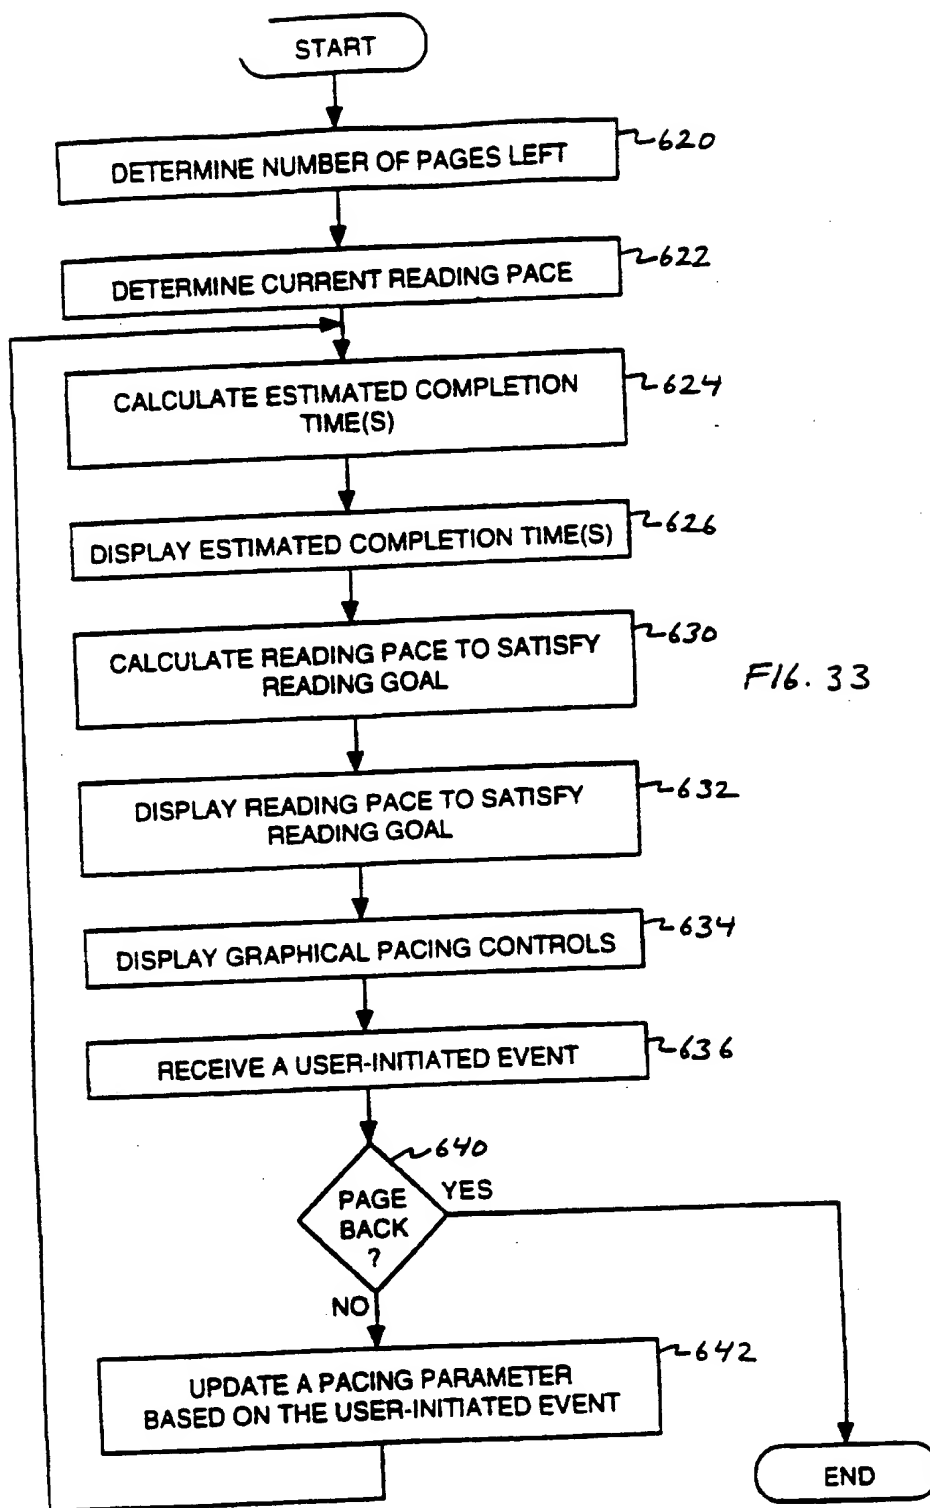 START
DETERMINE NUMBER OF PAGES LEFT
620
DETERMINE CURRENT READING PACE
622
CALCULATE ESTIMATED COMPLETION
TIME(S)
624
DISPLAY ESTIMATED COMPLETION TIME(S)
626
CALCULATE READING PACE TO SATISFY
READING GOAL
630
FIG. 33
DISPLAY READING PACE TO SATISFY
READING GOAL
632
DISPLAY GRAPHICAL PACING CONTROLS
634
RECEIVE A USER-INITIATED EVENT
636
640
PAGE
BACK
?
YES
NO
UPDATE A PACING PARAMETER
BASED ON THE USER-INITIATED EVENT
642
END